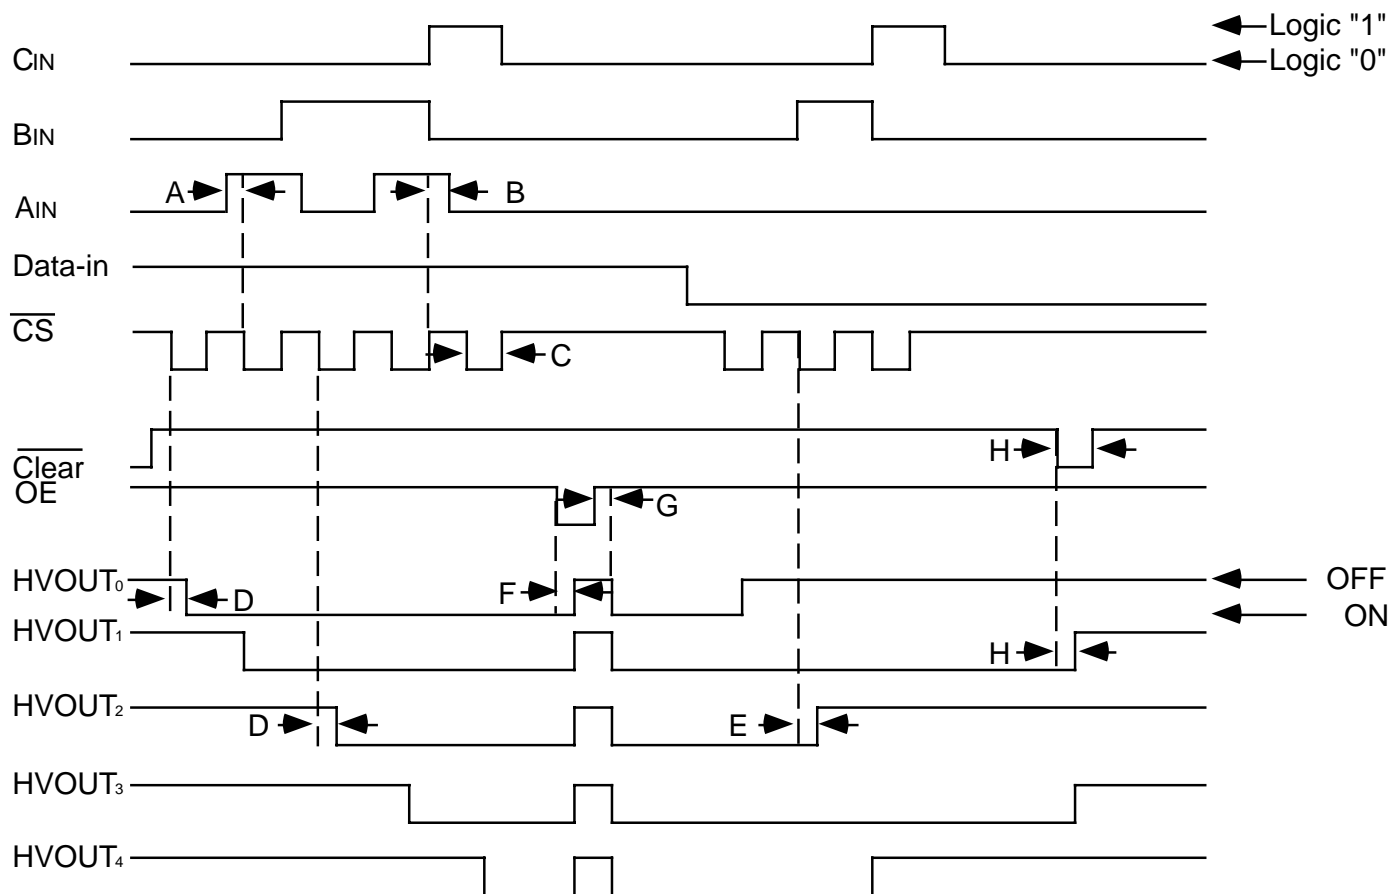 Logic "1"
CIN
Logic "0"
BIN
A
B
AIN
Data-in
CS
C
H
Clear
OE
G
HVOUT0
OFF
D
F
ON
HVOUT1
H
HVOUT2
D
E
HVOUT3
HVOUT4